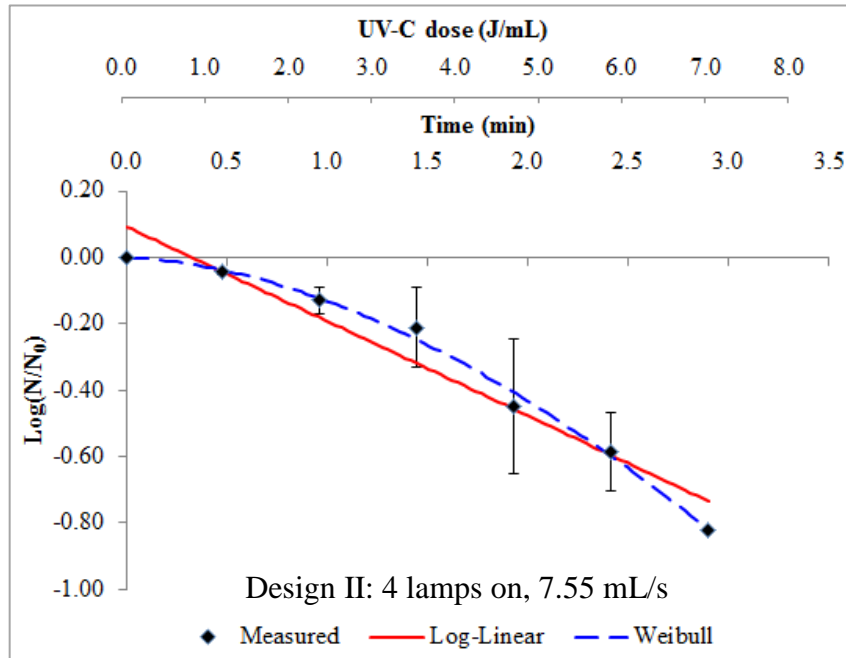 UV-C dose (J/mL)
0.0 1.0 2.0 3.0 4.0 5.0 6.0 7.0 8.0
Time (min)
0.0 0.5 1.0 1.5 2.0 2.5 3.0 3.5
0.20
0.00
-0.20
-0.40
-0.60
-0.80
-1.00
Log(N/N₀)
Design II: 4 lamps on, 7.55 mL/s
Measured Log-Linear Weibull